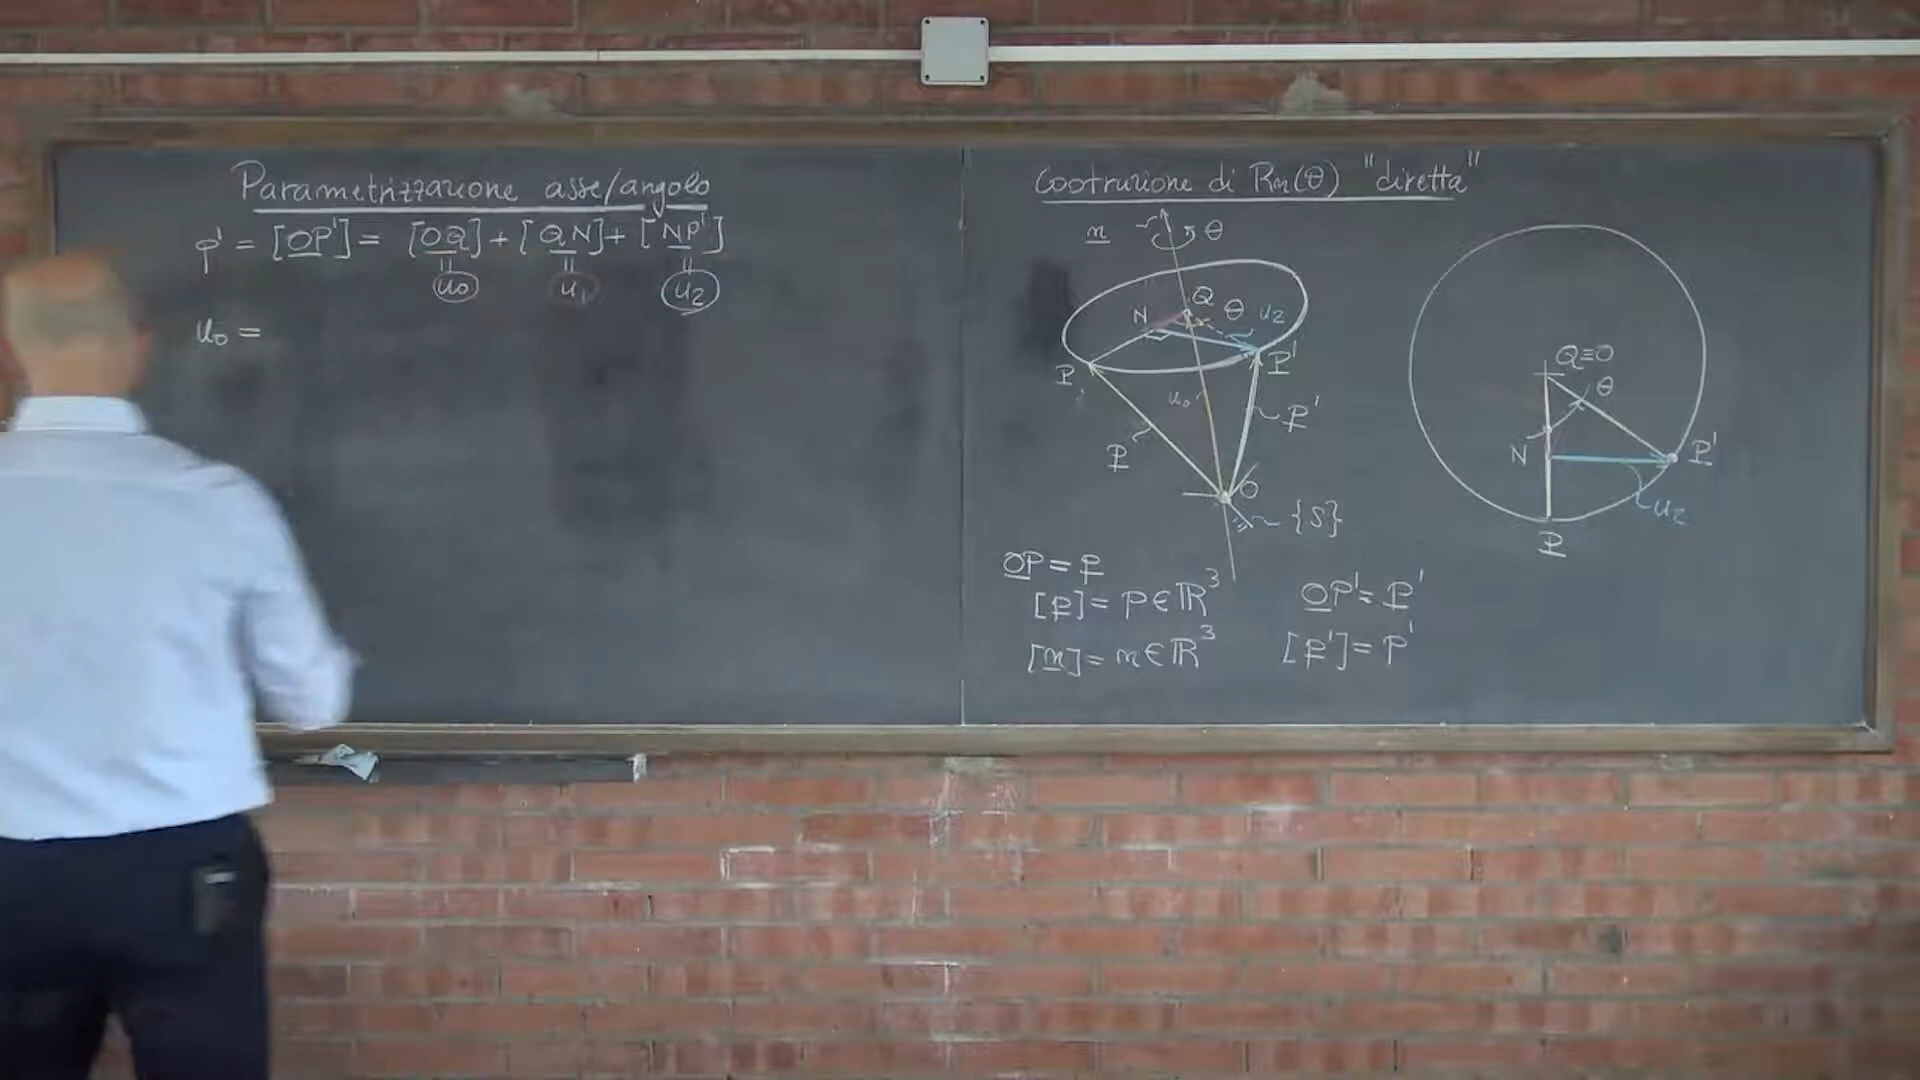 Parametrizzazione asse/angolo
p' = [OP'] = [OQ] + [QN] + [NP']
= = =
u0 u1 u2
u0 =
Costruzione di Rn(θ) "diretta"
n θ
Q
N θ u2
P P'
u0 p'
p
O
{S}
Q≡O
θ
N P'
u2
P
OP = p
[p] = p ∈ ℝ³ OP' = p'
[n] = n ∈ ℝ³ [p'] = p'